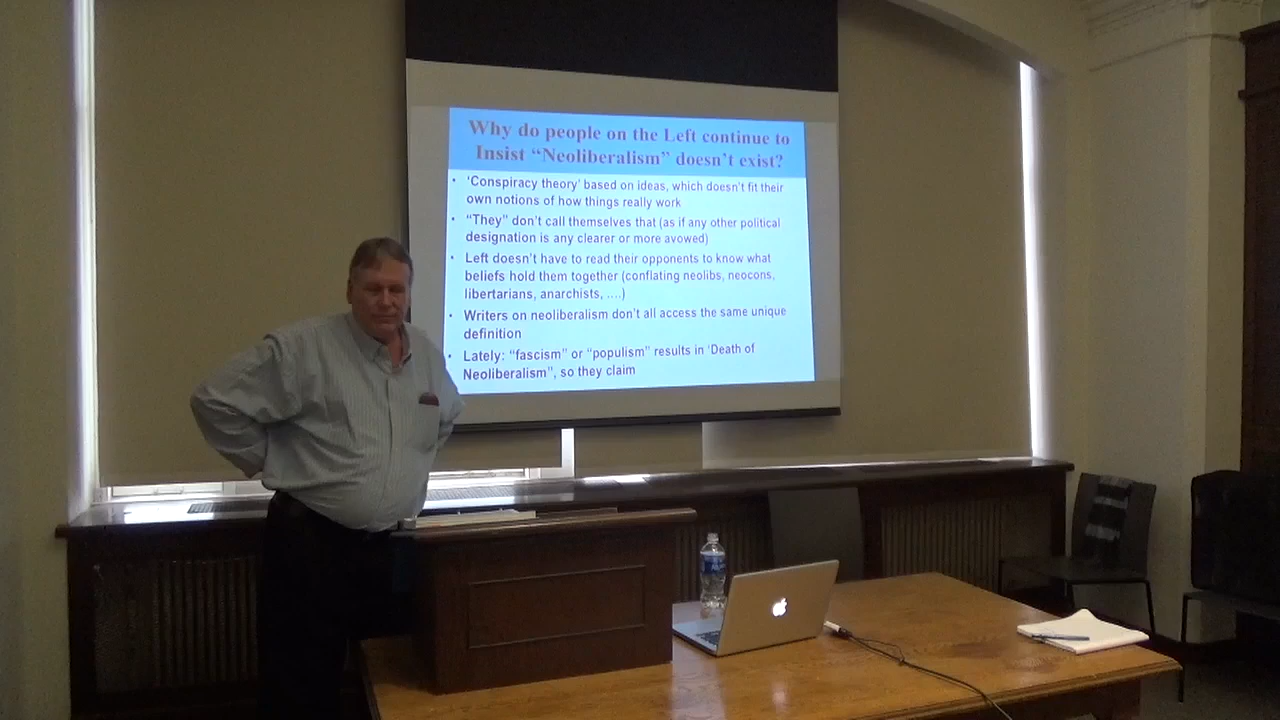 Why do people on the Left continue to
Insist “Neoliberalism” doesn’t exist?
• ‘Conspiracy theory’ based on ideas, which doesn’t fit their
own notions of how things really work
• “They” don’t call themselves that (as if any other political
designation is any clearer or more avowed)
• Left doesn’t have to read their opponents to know what
beliefs hold them together (conflating neolibs, neocons,
libertarians, anarchists, ….)
• Writers on neoliberalism don’t all access the same unique
definition
• Lately: “fascism” or “populism” results in ‘Death of
Neoliberalism”, so they claim